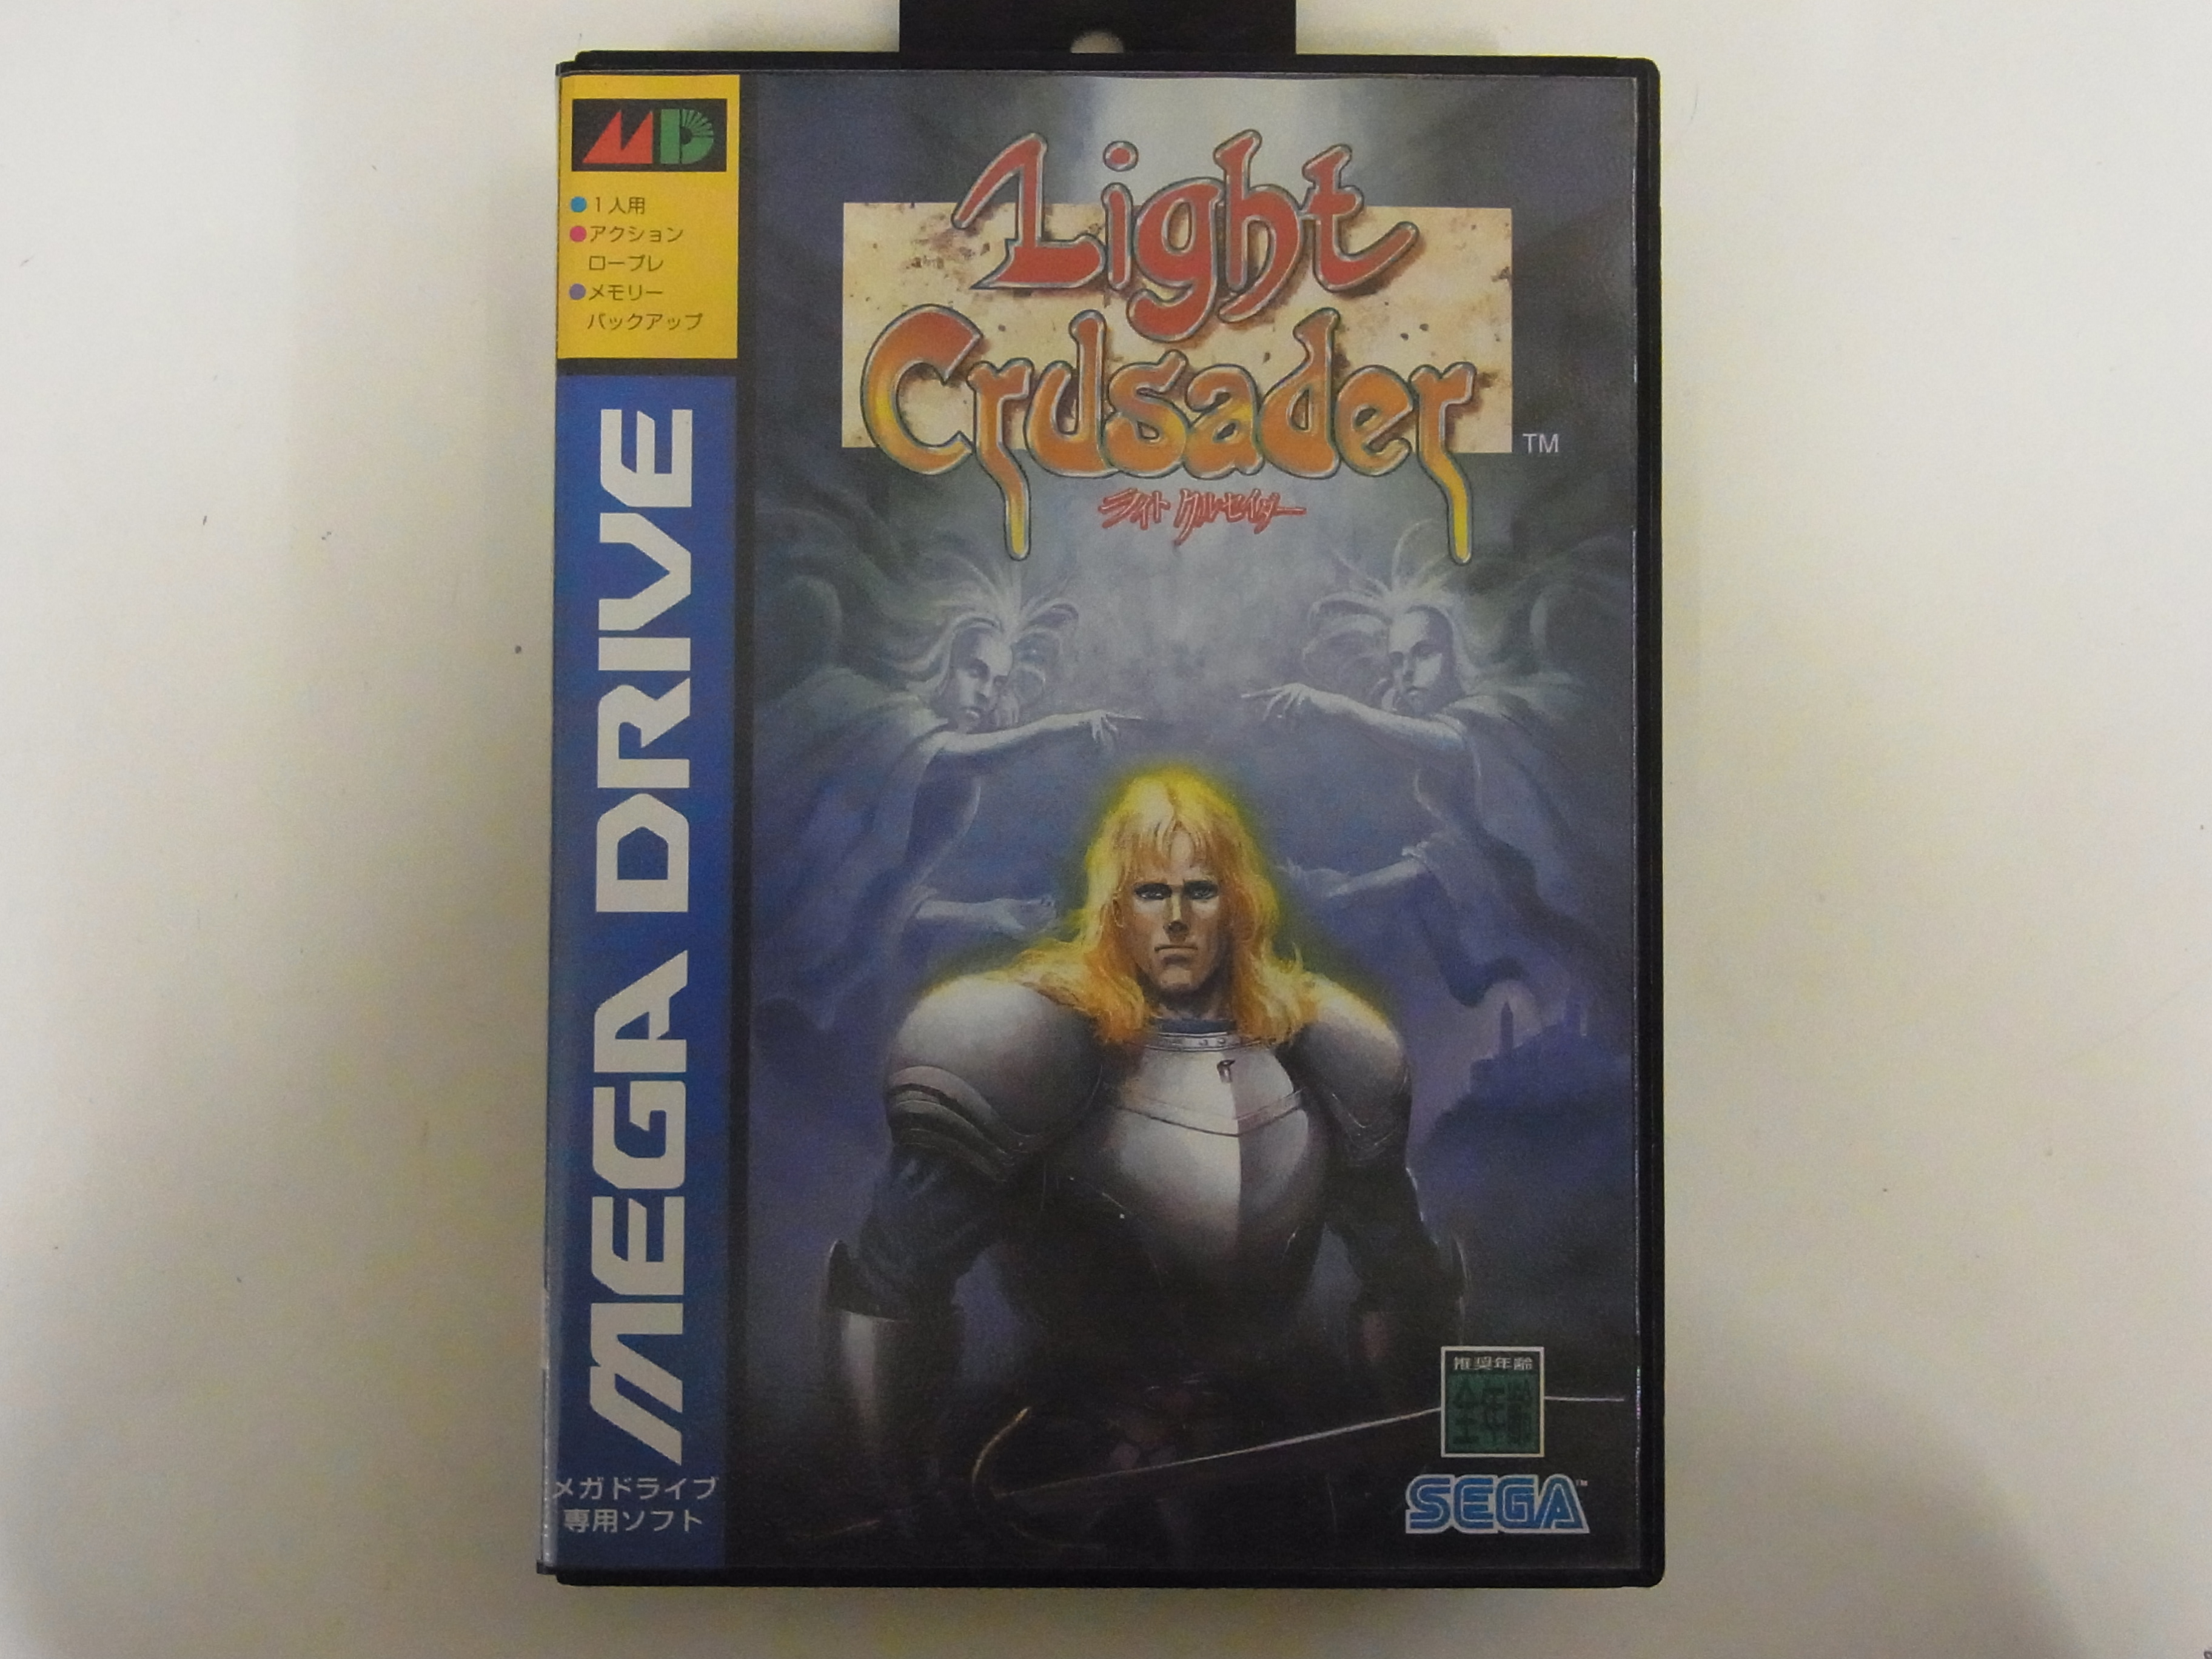 MD
●1人用
●アクション
ロープレ
●メモリー
バックアップ
MEGA DRIVE
メガドライブ
専用ソフト
Light
Crusader
TM
ライト クルセイダー
推奨年齢
全年齢
SEGA
TM